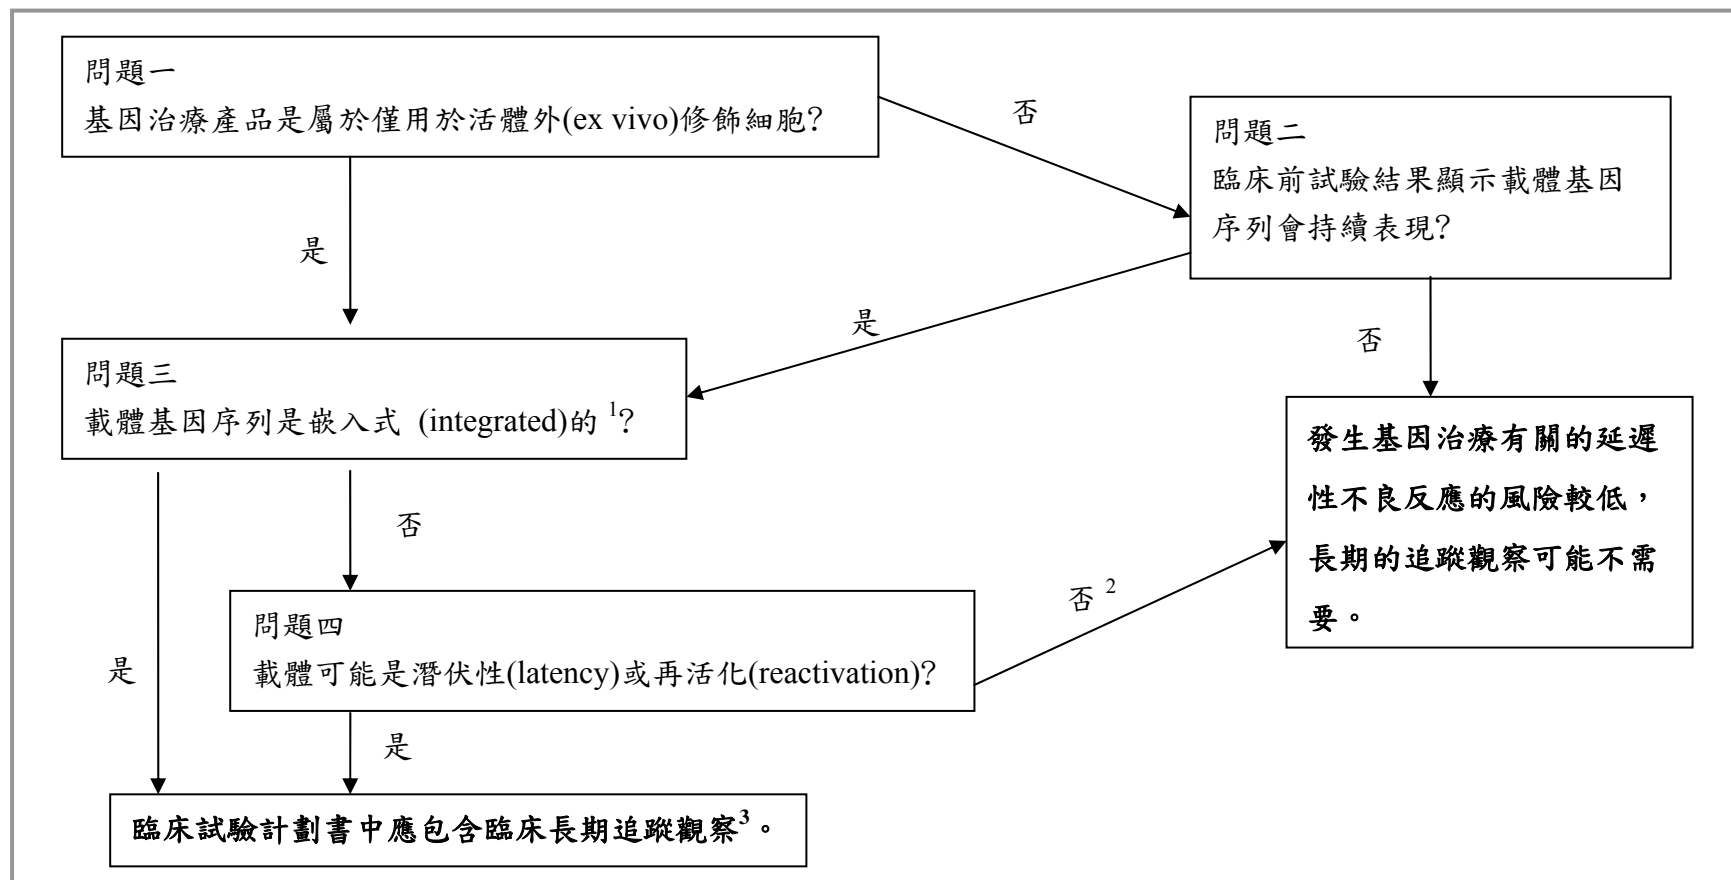 問題一
基因治療產品是屬於僅用於活體外(ex vivo)修飾細胞?
否
問題二
臨床前試驗結果顯示載體基因
序列會持續表現?
是
是
否
問題三
載體基因序列是嵌入式 (integrated)的 1?
發生基因治療有關的延遲
性不良反應的風險較低，
長期的追蹤觀察可能不需
要。
否
否 2
問題四
載體可能是潛伏性(latency)或再活化(reactivation)?
是
是
臨床試驗計劃書中應包含臨床長期追蹤觀察3。